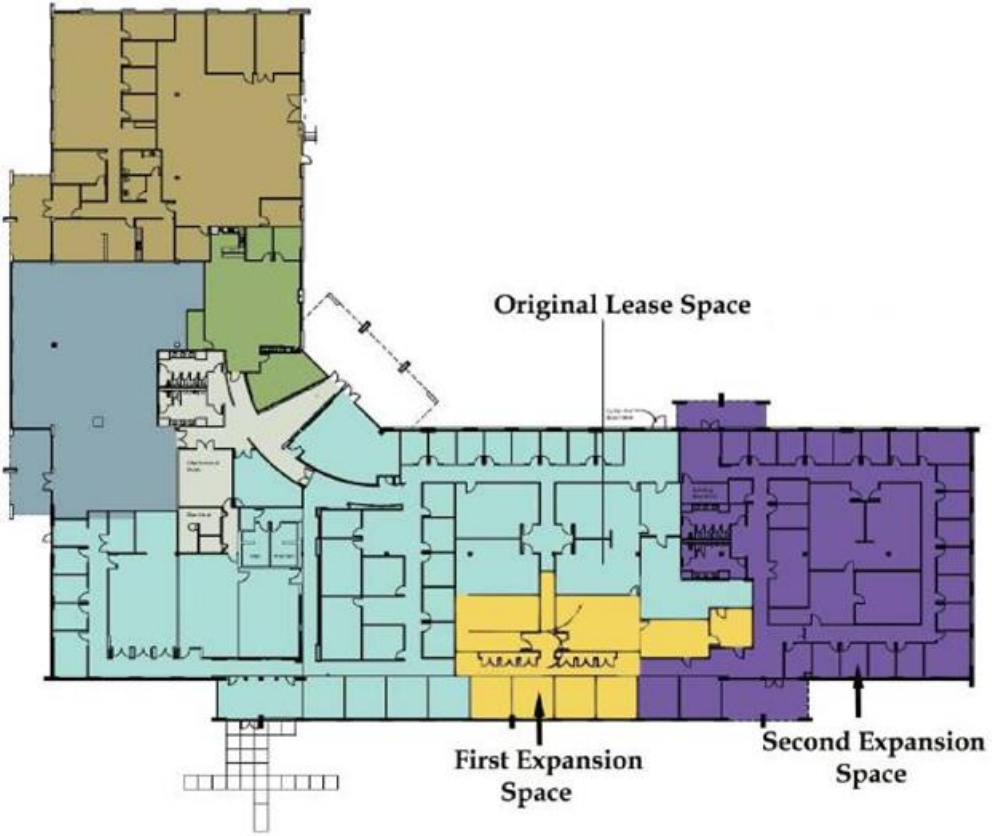 Original Lease Space
First Expansion
Space
Second Expansion
Space